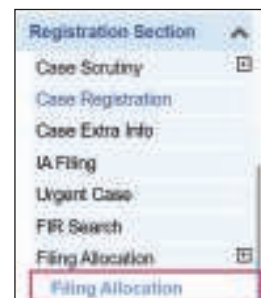 Registration Section
Case Scrutiny
Case Registration
Case Extra Info
IA Filing
Urgent Case
FIR Search
Filing Allocation
Filing Allocation